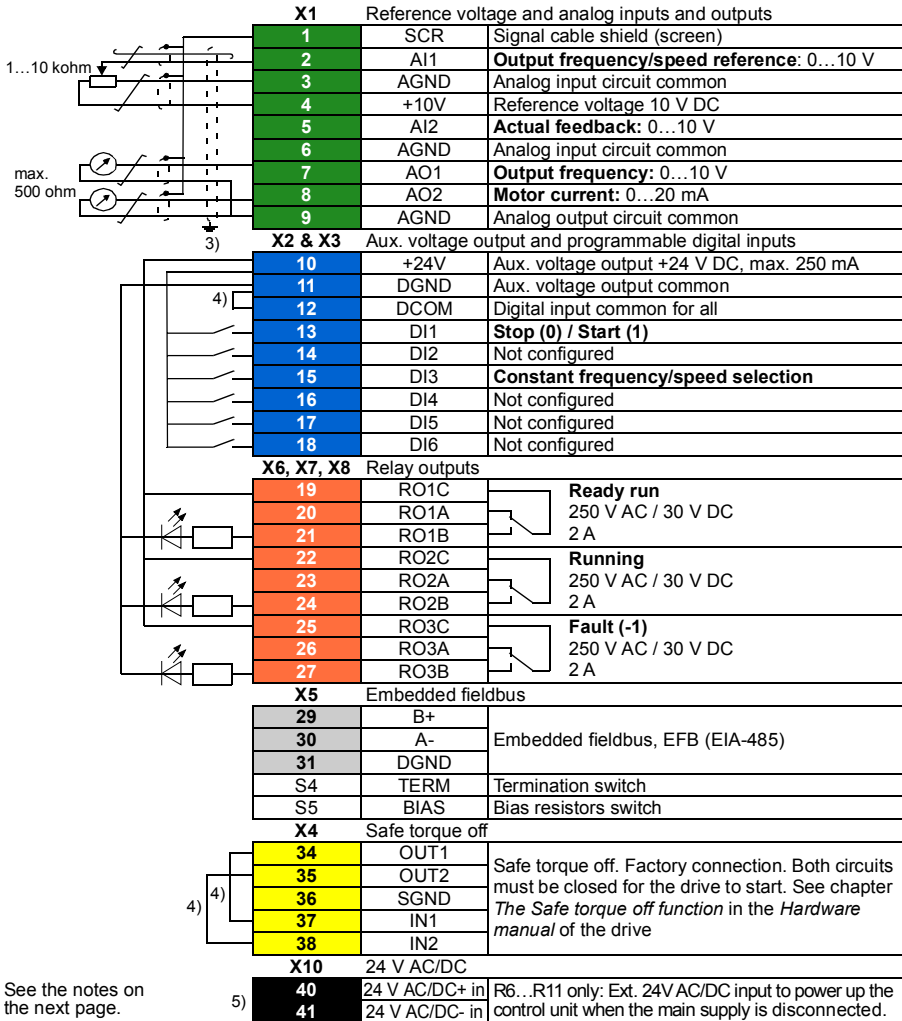 X1 Reference voltage and analog inputs and outputs
1 SCR Signal cable shield (screen)
1…10 kohm 2 AI1 Output frequency/speed reference: 0…10 V
3 AGND Analog input circuit common
4 +10V Reference voltage 10 V DC
5 AI2 Actual feedback: 0…10 V
6 AGND Analog input circuit common
max. 7 AO1 Output frequency: 0…10 V
500 ohm 8 AO2 Motor current: 0…20 mA
9 AGND Analog output circuit common
3) X2 & X3 Aux. voltage output and programmable digital inputs
10 +24V Aux. voltage output +24 V DC, max. 250 mA
11 DGND Aux. voltage output common
4) 12 DCOM Digital input common for all
13 DI1 Stop (0) / Start (1)
14 DI2 Not configured
15 DI3 Constant frequency/speed selection
16 DI4 Not configured
17 DI5 Not configured
18 DI6 Not configured
X6, X7, X8 Relay outputs
19 RO1C Ready run
20 RO1A 250 V AC / 30 V DC
21 RO1B 2 A
22 RO2C Running
23 RO2A 250 V AC / 30 V DC
24 RO2B 2 A
25 RO3C Fault (-1)
26 RO3A 250 V AC / 30 V DC
27 RO3B 2 A
X5 Embedded fieldbus
29 B+
30 A- Embedded fieldbus, EFB (EIA-485)
31 DGND
S4 TERM Termination switch
S5 BIAS Bias resistors switch
X4 Safe torque off
34 OUT1 Safe torque off. Factory connection. Both circuits
35 OUT2 must be closed for the drive to start. See chapter
4) 4) 36 SGND The Safe torque off function in the Hardware
37 IN1 manual of the drive
38 IN2
X10 24 V AC/DC
See the notes on 5) 40 24 V AC/DC+ in R6…R11 only: Ext. 24V AC/DC input to power up the
the next page. 41 24 V AC/DC- in control unit when the main supply is disconnected.